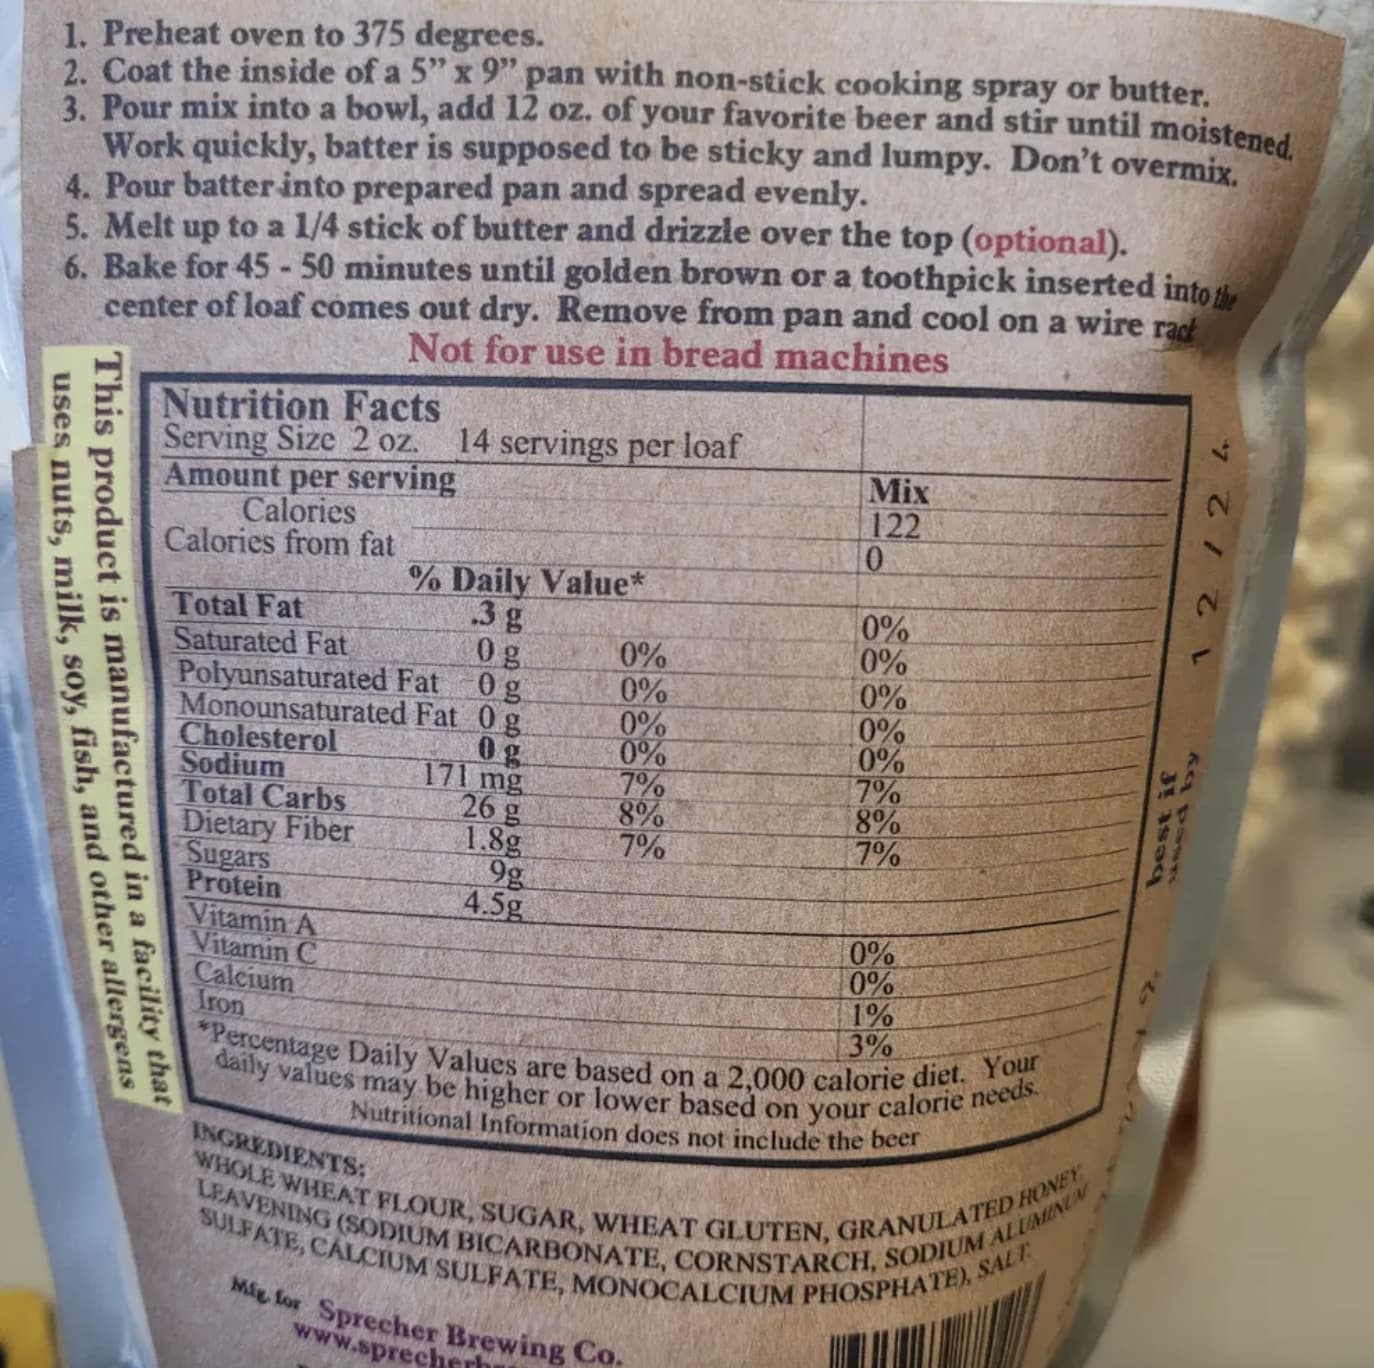 1. Preheat oven to 375 degrees.
2. Coat the inside of a 5” x 9” pan with non-stick cooking spray or butter.
3. Pour mix into a bowl, add 12 oz. of your favorite beer and stir until moistened.
Work quickly, batter is supposed to be sticky and lumpy. Don’t overmix.
4. Pour batter into prepared pan and spread evenly.
5. Melt up to a 1/4 stick of butter and drizzle over the top (optional).
6. Bake for 45 - 50 minutes until golden brown or a toothpick inserted into the
center of loaf comes out dry. Remove from pan and cool on a wire rack
Not for use in bread machines
This product is manufactured in a facility that
uses nuts, milk, soy, fish, and other allergens
Nutrition Facts
Serving Size 2 oz. 14 servings per loaf
Amount per serving Mix
Calories 122
Calories from fat 0
% Daily Value*
Total Fat .3 g 0%
Saturated Fat 0 g 0% 0%
Polyunsaturated Fat 0 g 0% 0%
Monounsaturated Fat 0 g 0% 0%
Cholesterol 0 g 0% 0%
Sodium 171 mg 7% 7%
Total Carbs 26 g 8% 8%
Dietary Fiber 1.8g 7% 7%
Sugars 9g
Protein 4.5g
Vitamin A 0%
Vitamin C 0%
Calcium 1%
Iron 3%
*Percentage Daily Values are based on a 2,000 calorie diet. Your
daily values may be higher or lower based on your calorie needs.
Nutritional Information does not include the beer
best if
used by
12/24
INGREDIENTS:
WHOLE WHEAT FLOUR, SUGAR, WHEAT GLUTEN, GRANULATED HONEY,
LEAVENING (SODIUM BICARBONATE, CORNSTARCH, SODIUM ALUMINUM
SULFATE, CALCIUM SULFATE, MONOCALCIUM PHOSPHATE), SALT.
Mfg. for Sprecher Brewing Co.